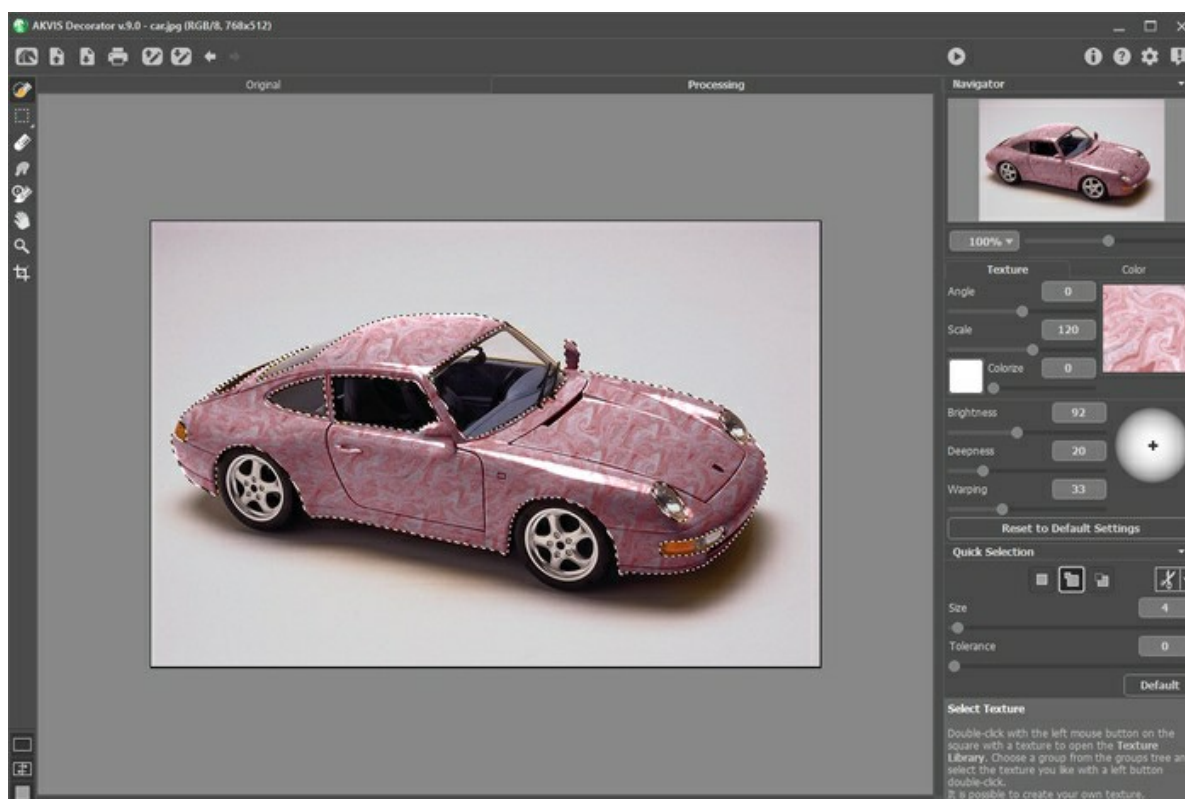 AKVIS Decorator v.9.0 - car.jpg (RGB/8, 768x512)
Original
Processing
Navigator
100%
Texture
Color
Angle
0
Scale
120
Colorize
0
Brightness
92
Deepness
20
Warping
33
Reset to Default Settings
Quick Selection
Size
4
Tolerance
0
Default
Select Texture
Double-click with the left mouse button on the
square with a texture to open the Texture
Library. Choose a group from the groups tree an
select the texture you like with a left button
double-click.
It is possible to create your own texture.